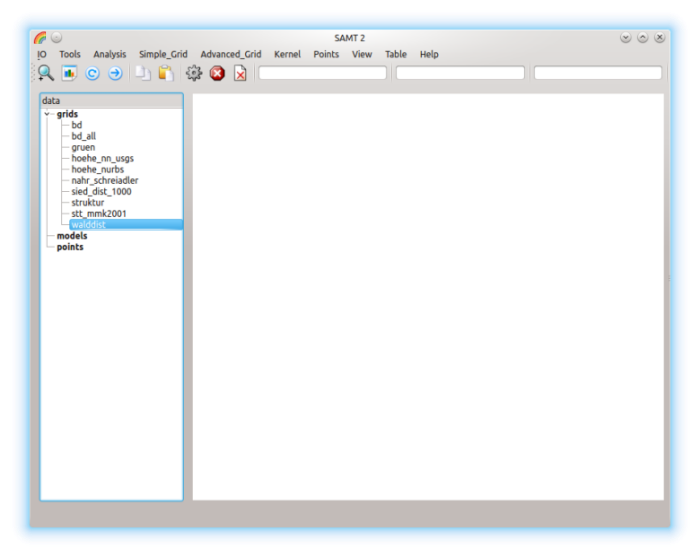 SAMT 2
IO Tools Analysis Simple_Grid Advanced_Grid Kernel Points View Table Help
data
grids
bd
bd_all
gruen
hoehe_nn_usgs
hoehe_nurbs
nahr_schreiadler
sied_dist_1000
struktur
stt_mmk2001
walddist
models
points